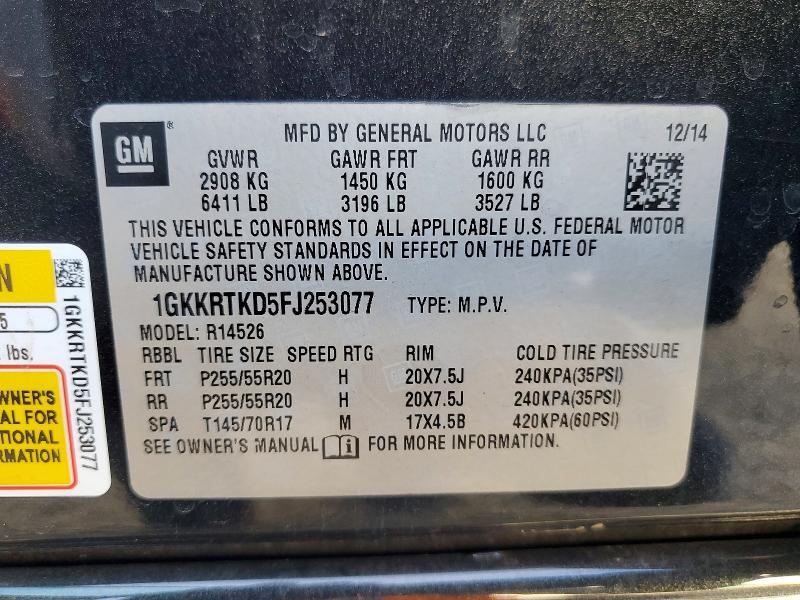 GM®
MFD BY GENERAL MOTORS LLC 12/14
GVWR GAWR FRT GAWR RR
2908 KG 1450 KG 1600 KG
6411 LB 3196 LB 3527 LB
THIS VEHICLE CONFORMS TO ALL APPLICABLE U.S. FEDERAL MOTOR
VEHICLE SAFETY STANDARDS IN EFFECT ON THE DATE OF
MANUFACTURE SHOWN ABOVE.
1GKKRTKD5FJ253077 TYPE: M.P.V.
MODEL: R14526
RBBL TIRE SIZE SPEED RTG RIM COLD TIRE PRESSURE
FRT P255/55R20 H 20X7.5J 240KPA(35PSI)
RR P255/55R20 H 20X7.5J 240KPA(35PSI)
SPA T145/70R17 M 17X4.5B 420KPA(60PSI)
SEE OWNER'S MANUAL i FOR MORE INFORMATION.
N
5
lbs.
WNER'S
AL FOR
TIONAL
RMATION
1GKKRTKD5FJ253077